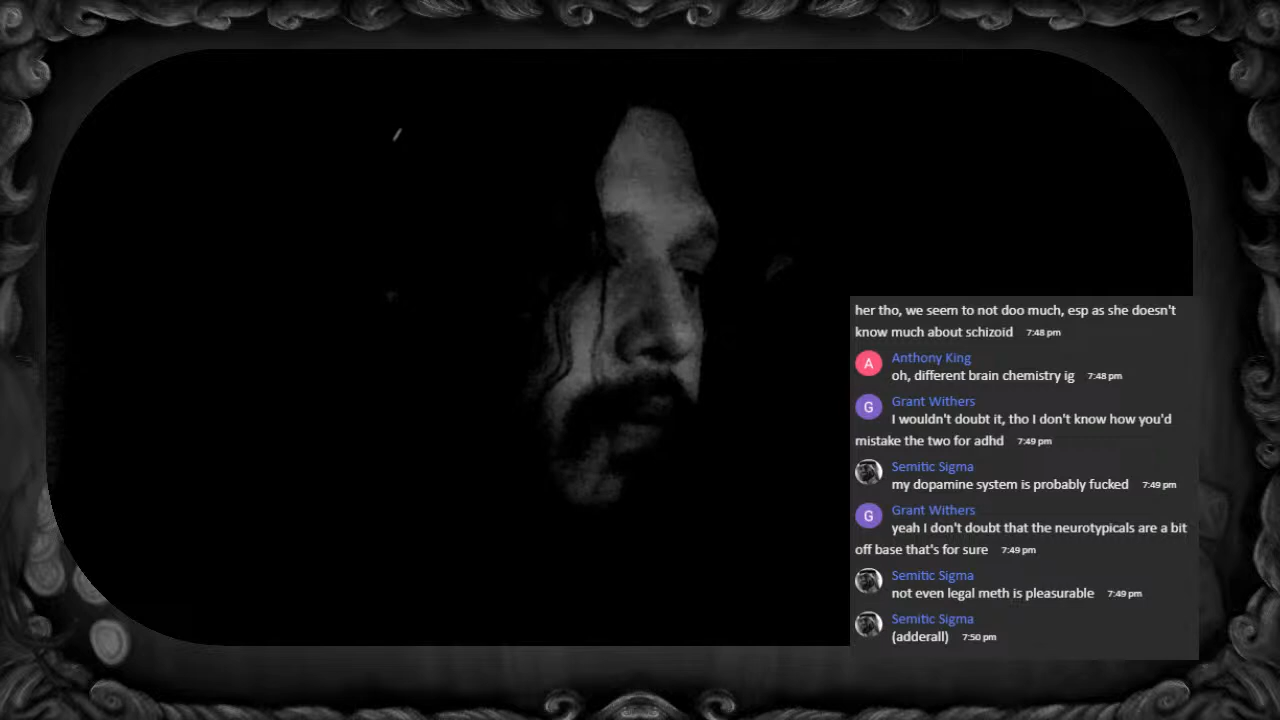 her tho, we seem to not doo much, esp as she doesn't
know much about schizoid 7:48 pm
A
Anthony King
oh, different brain chemistry ig 7:48 pm
G
Grant Withers
I wouldn't doubt it, tho I don't know how you'd
mistake the two for adhd 7:49 pm
Semitic Sigma
my dopamine system is probably fucked 7:49 pm
G
Grant Withers
yeah I don't doubt that the neurotypicals are a bit
off base that's for sure 7:49 pm
Semitic Sigma
not even legal meth is pleasurable 7:49 pm
Semitic Sigma
(adderall) 7:50 pm